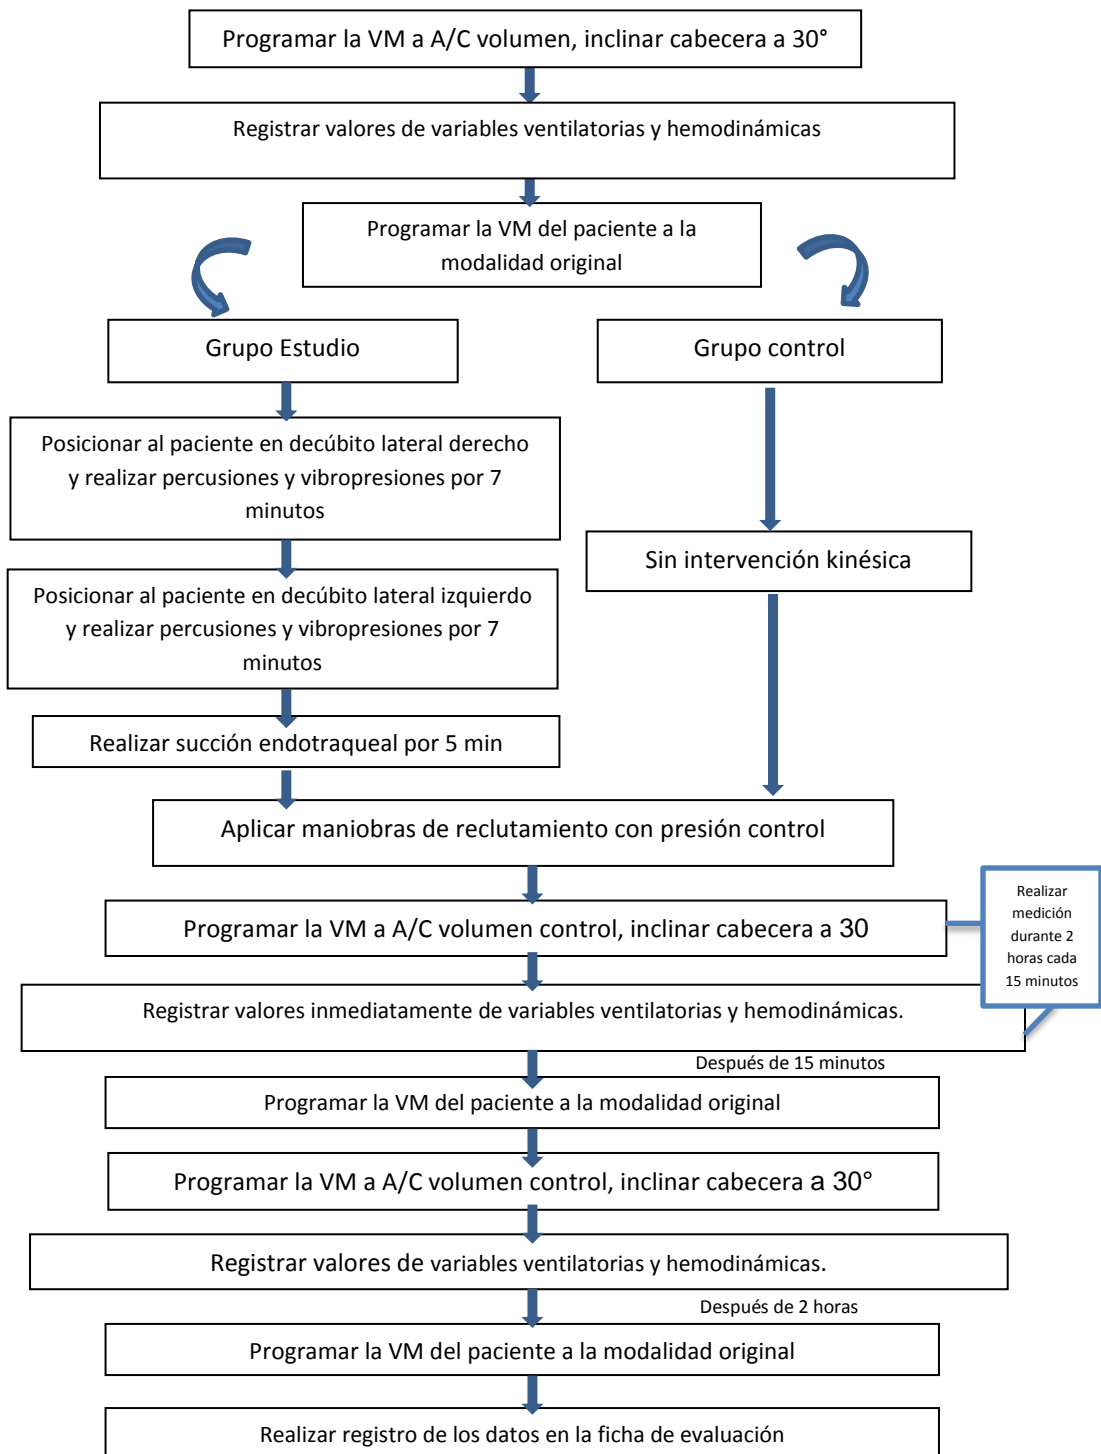 Programar la VM a A/C volumen, inclinar cabecera a 30°
Registrar valores de variables ventilatorias y hemodinámicas
Programar la VM del paciente a la
modalidad original
Grupo Estudio
Grupo control
Posicionar al paciente en decúbito lateral derecho
y realizar percusiones y vibropresiones por 7
minutos
Sin intervención kinésica
Posicionar al paciente en decúbito lateral izquierdo
y realizar percusiones y vibropresiones por 7
minutos
Realizar succión endotraqueal por 5 min
Aplicar maniobras de reclutamiento con presión control
Programar la VM a A/C volumen control, inclinar cabecera a 30
Realizar
medición
durante 2
horas cada
15 minutos
Registrar valores inmediatamente de variables ventilatorias y hemodinámicas.
Después de 15 minutos
Programar la VM del paciente a la modalidad original
Programar la VM a A/C volumen control, inclinar cabecera a 30°
Registrar valores de variables ventilatorias y hemodinámicas.
Después de 2 horas
Programar la VM del paciente a la modalidad original
Realizar registro de los datos en la ficha de evaluación